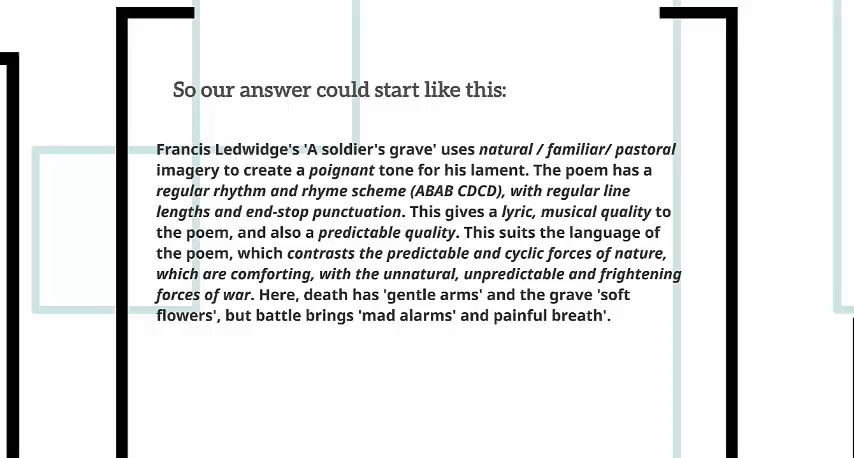 So our answer could start like this:
Francis Ledwidge's 'A soldier's grave' uses natural / familiar/ pastoral
imagery to create a poignant tone for his lament. The poem has a
regular rhythm and rhyme scheme (ABAB CDCD), with regular line
lengths and end-stop punctuation. This gives a lyric, musical quality to
the poem, and also a predictable quality. This suits the language of
the poem, which contrasts the predictable and cyclic forces of nature,
which are comforting, with the unnatural, unpredictable and frightening
forces of war. Here, death has 'gentle arms' and the grave 'soft
flowers', but battle brings 'mad alarms' and painful breath'.